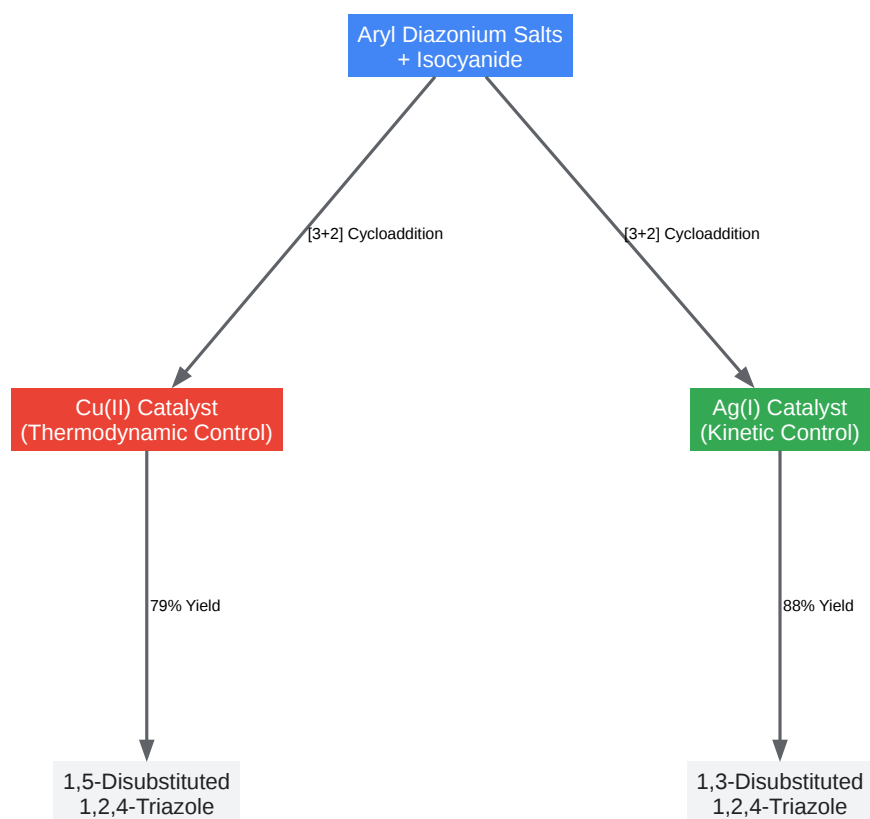 Aryl Diazonium Salts
+ Isocyanide
[3+2] Cycloaddition
[3+2] Cycloaddition
Cu(II) Catalyst
(Thermodynamic Control)
Ag(I) Catalyst
(Kinetic Control)
79% Yield
88% Yield
1,5-Disubstituted
1,2,4-Triazole
1,3-Disubstituted
1,2,4-Triazole